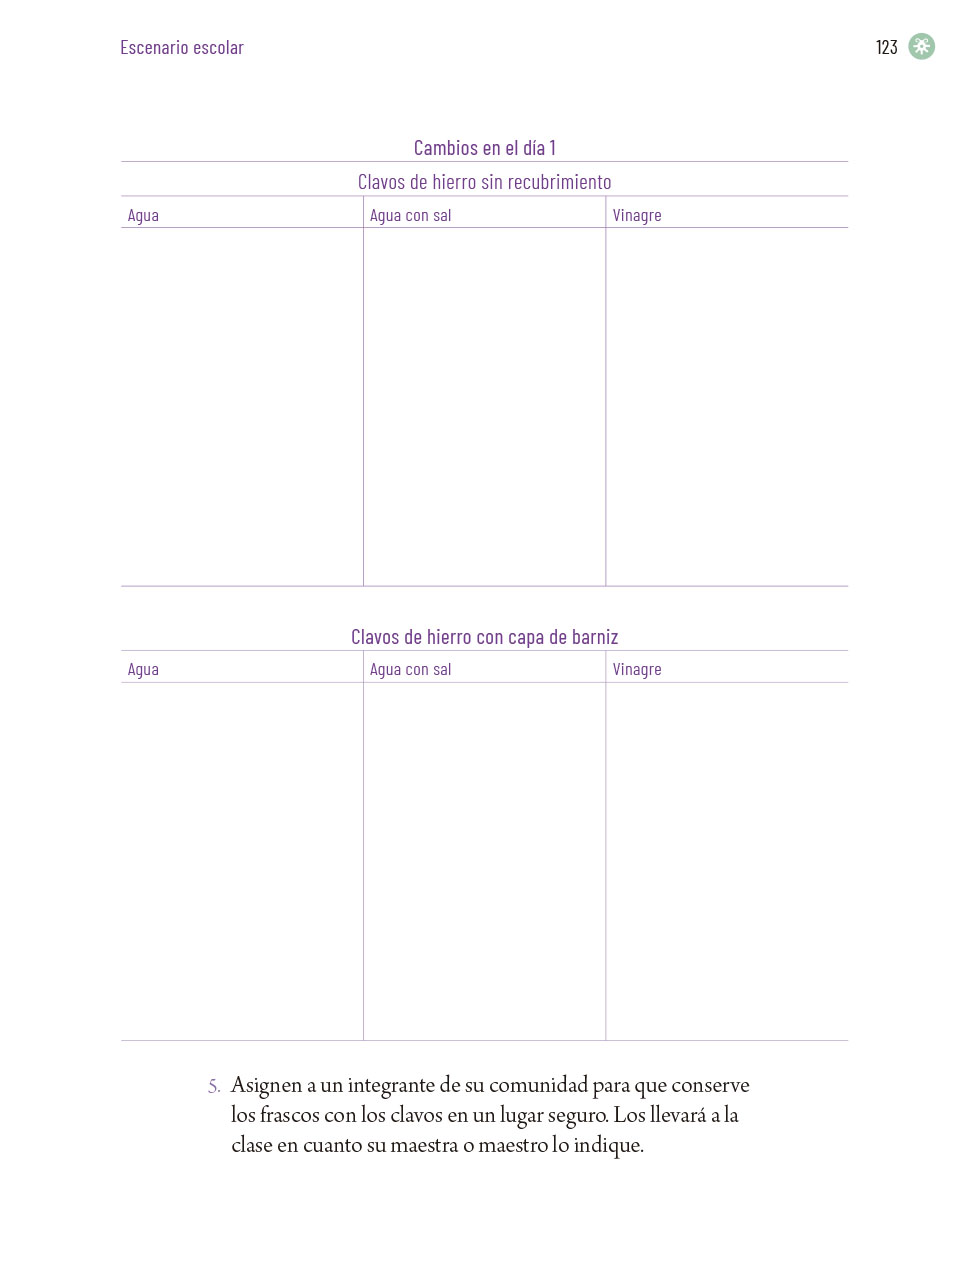 Escenario escolar
123
Cambios en el día 1
Clavos de hierro sin recubrimiento
Agua
Agua con sal
Vinagre
Clavos de hierro con capa de barniz
Agua
Agua con sal
Vinagre
5. Asignen a un integrante de su comunidad para que conserve
los frascos con los clavos en un lugar seguro. Los llevará a la
clase en cuanto su maestra o maestro lo indique.